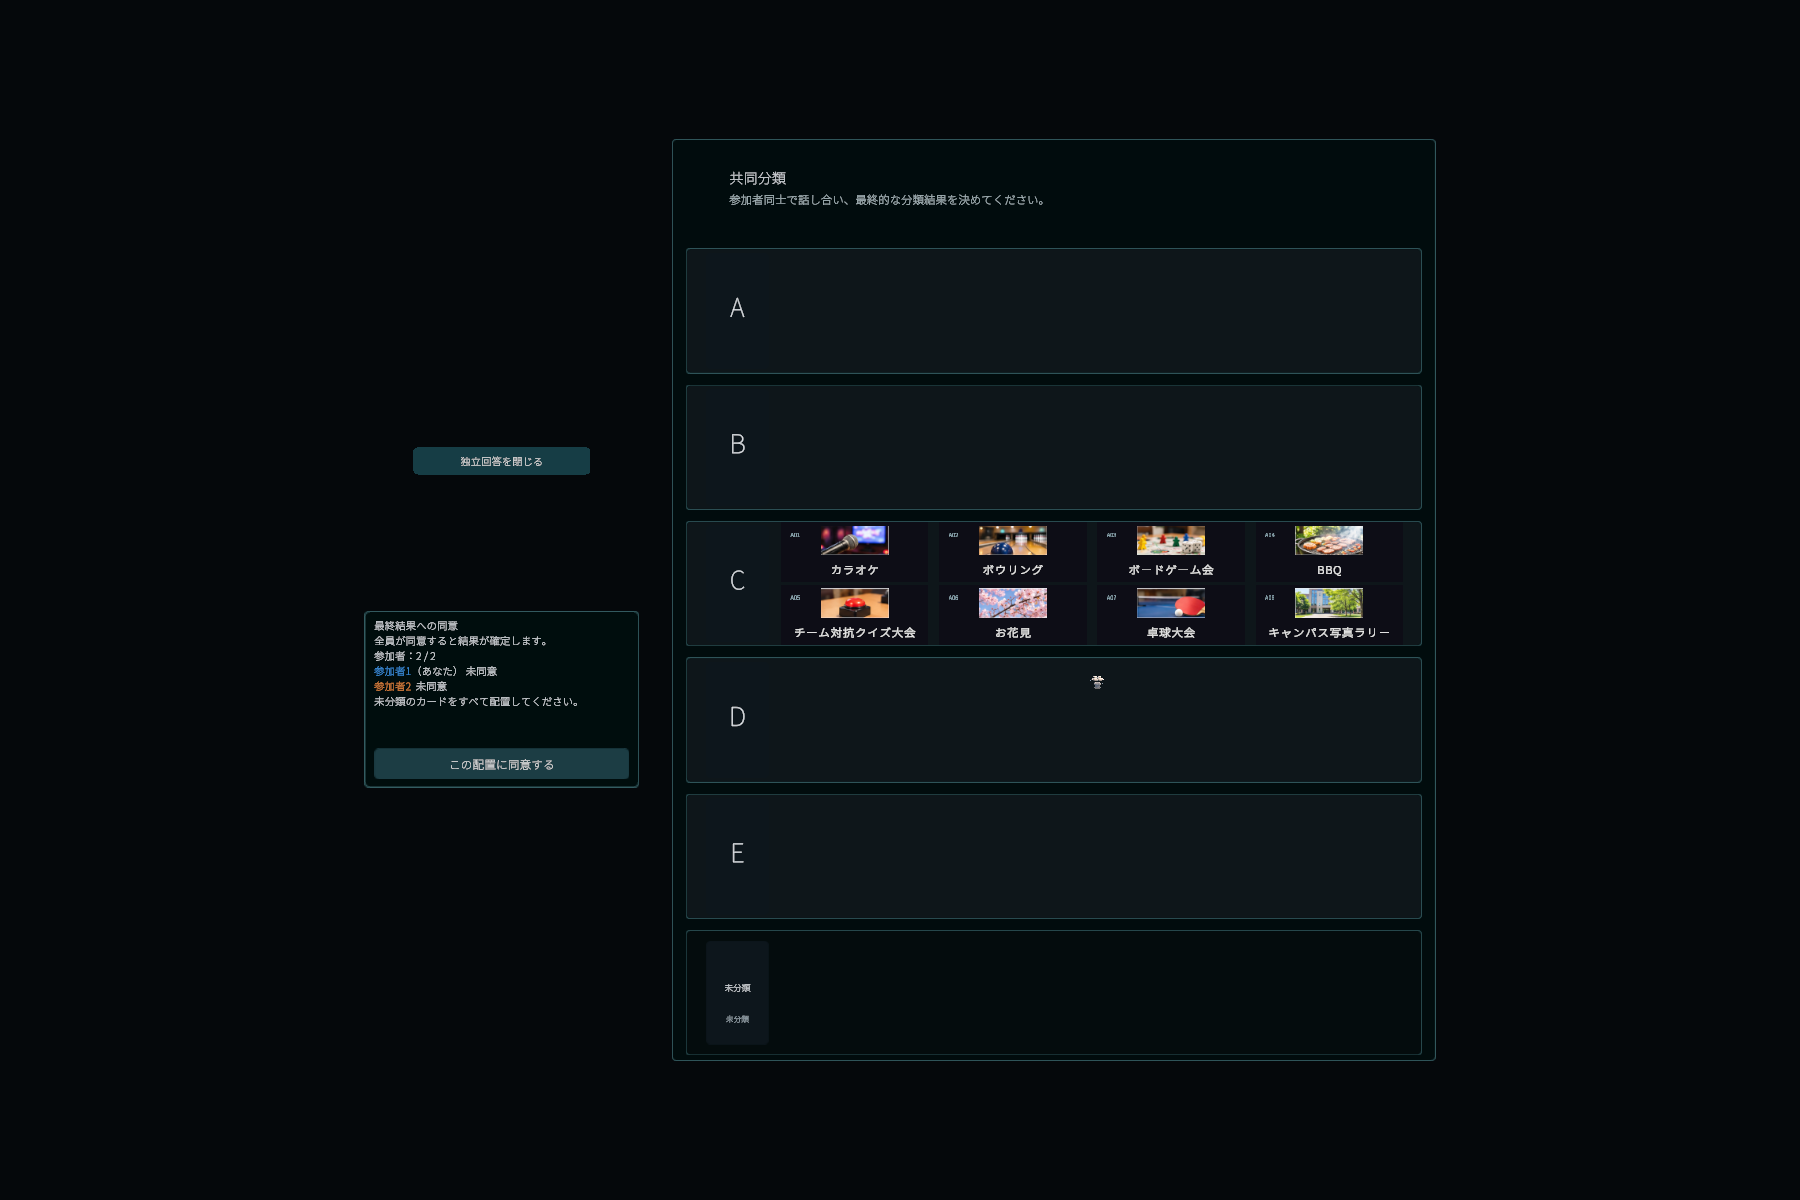 共同分類
参加者同士で話し合い、最終的な分類結果を決めてください。
A
B
独立回答を閉じる
C
A01
カラオケ
A02
ボウリング
A03
ボードゲーム会
A04
BBQ
A05
チーム対抗クイズ大会
A06
お花見
A07
卓球大会
A08
キャンパス写真ラリー
最終結果への同意
全員が同意すると結果が確定します。
参加者：2/2
参加者1（あなた） 未同意
参加者2 未同意
未分類のカードをすべて配置してください。
この配置に同意する
D
E
未分類
未分類